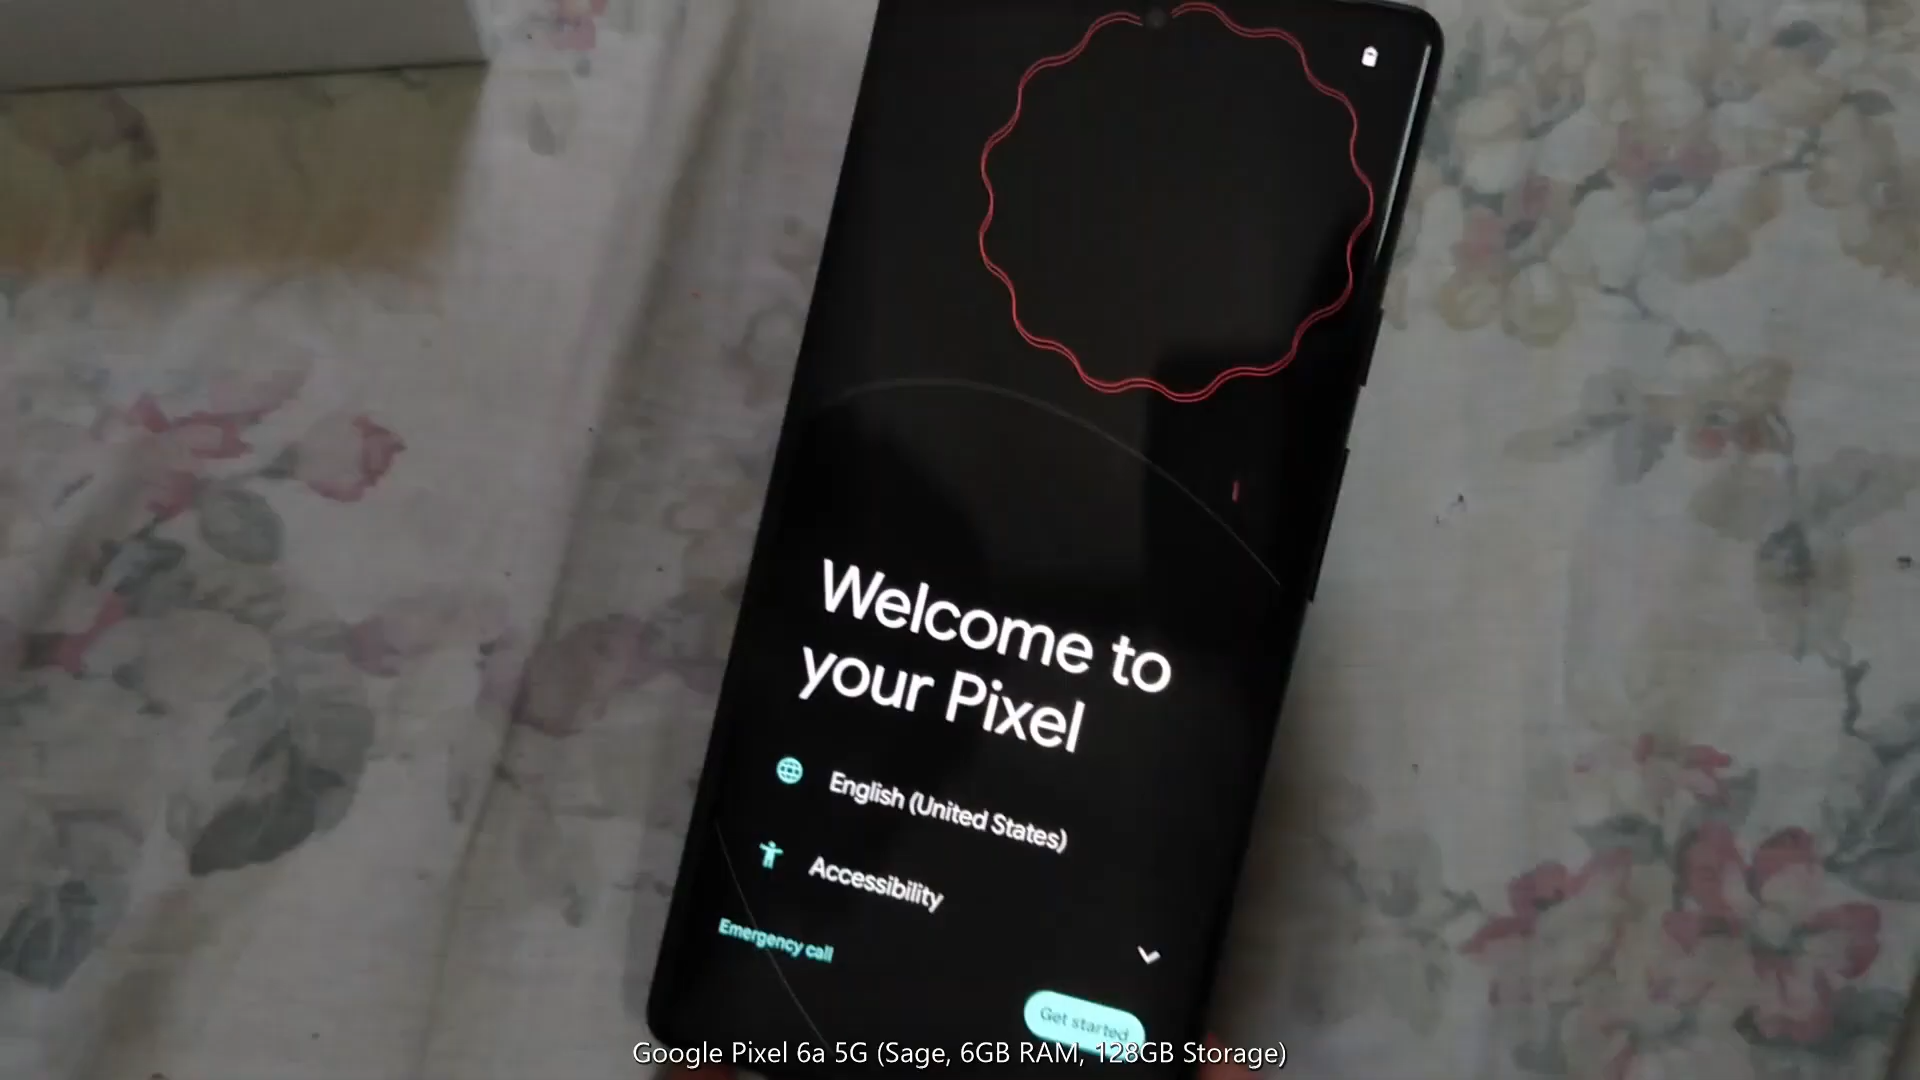 Welcome to
your Pixel
English (United States)
Accessibility
Emergency call
Get started
Google Pixel 6a 5G (Sage, 6GB RAM, 128GB Storage)